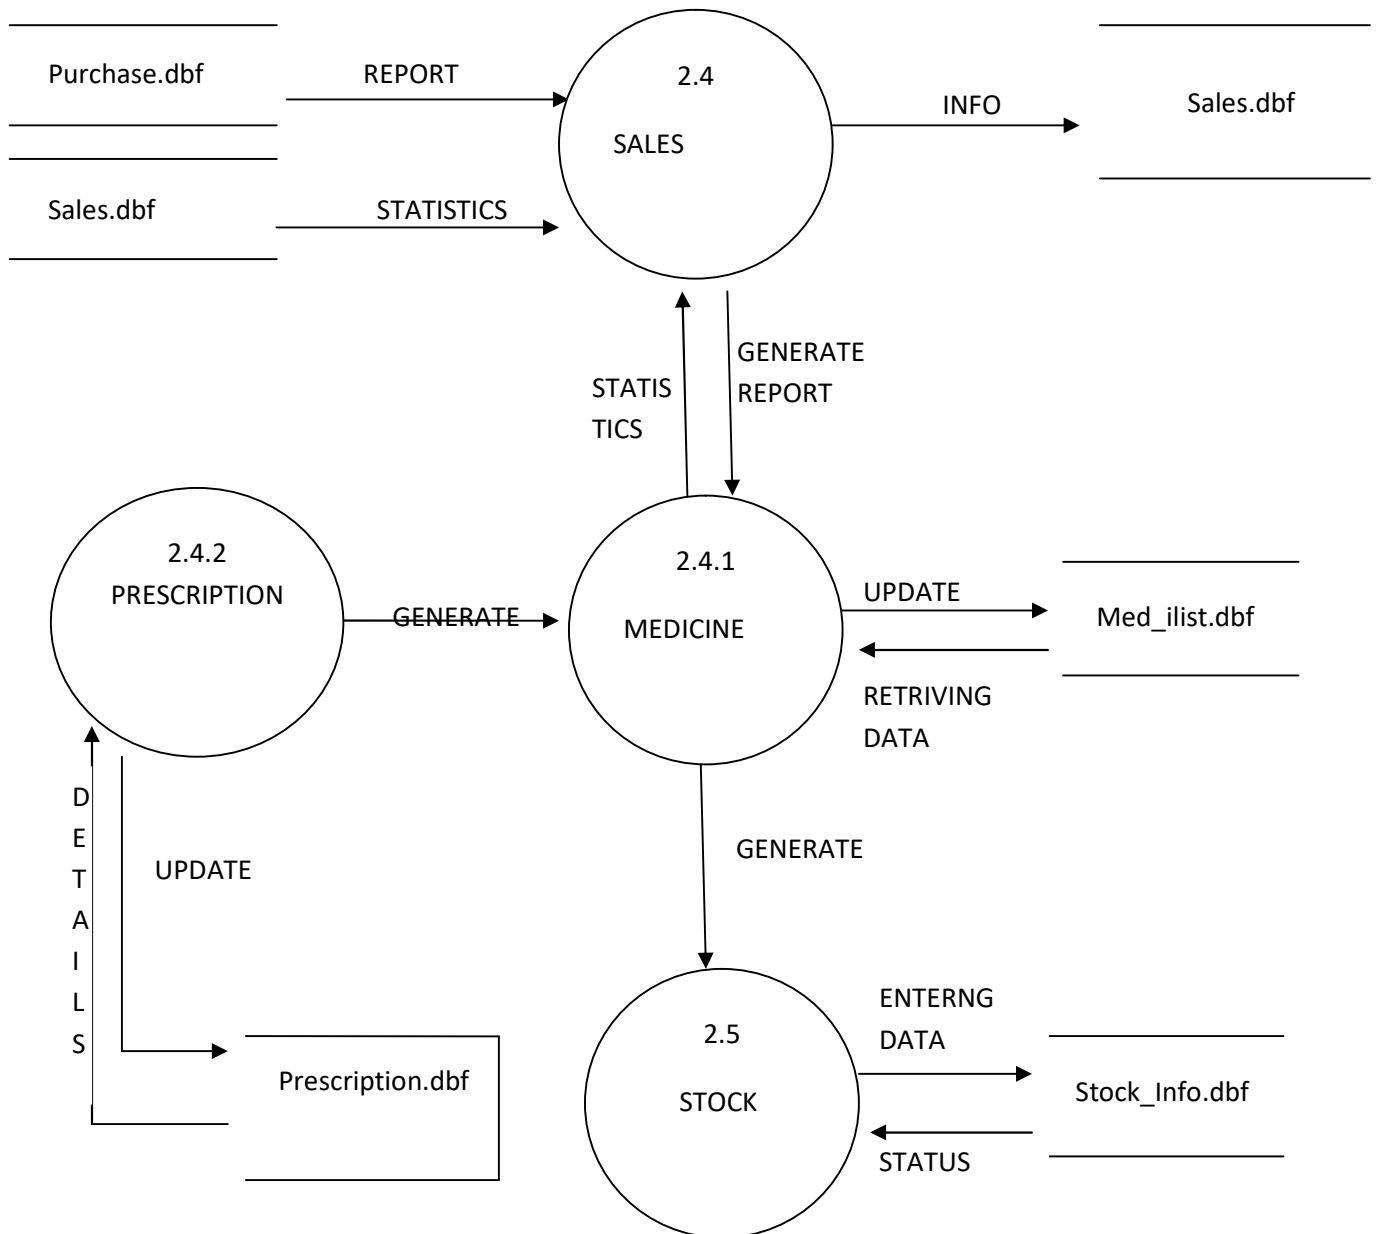 Purchase.dbf
REPORT
2.4
SALES
INFO
Sales.dbf
Sales.dbf
STATISTICS
STATIS
TICS
GENERATE
REPORT
2.4.2
PRESCRIPTION
GENERATE
2.4.1
MEDICINE
UPDATE
Med_ilist.dbf
RETRIVING
DATA
D
E
T
A
I
L
S
UPDATE
GENERATE
Prescription.dbf
2.5
STOCK
ENTERNG
DATA
Stock_Info.dbf
STATUS